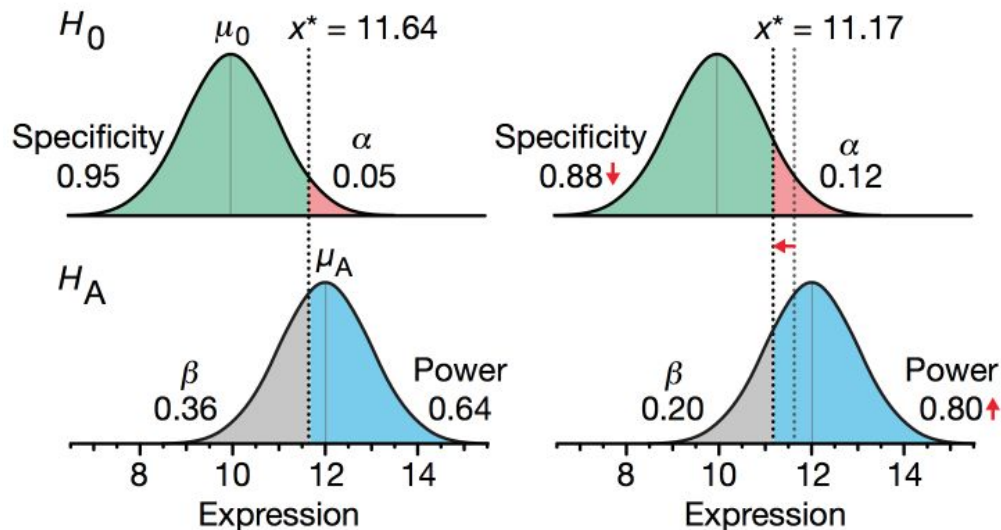 H0 μ0 x* = 11.64 x* = 11.17
Specificity α Specificity α
0.95 0.05 0.88 0.12
HA μA
β Power β Power
0.36 0.64 0.20 0.80
8 10 12 14 8 10 12 14
Expression Expression